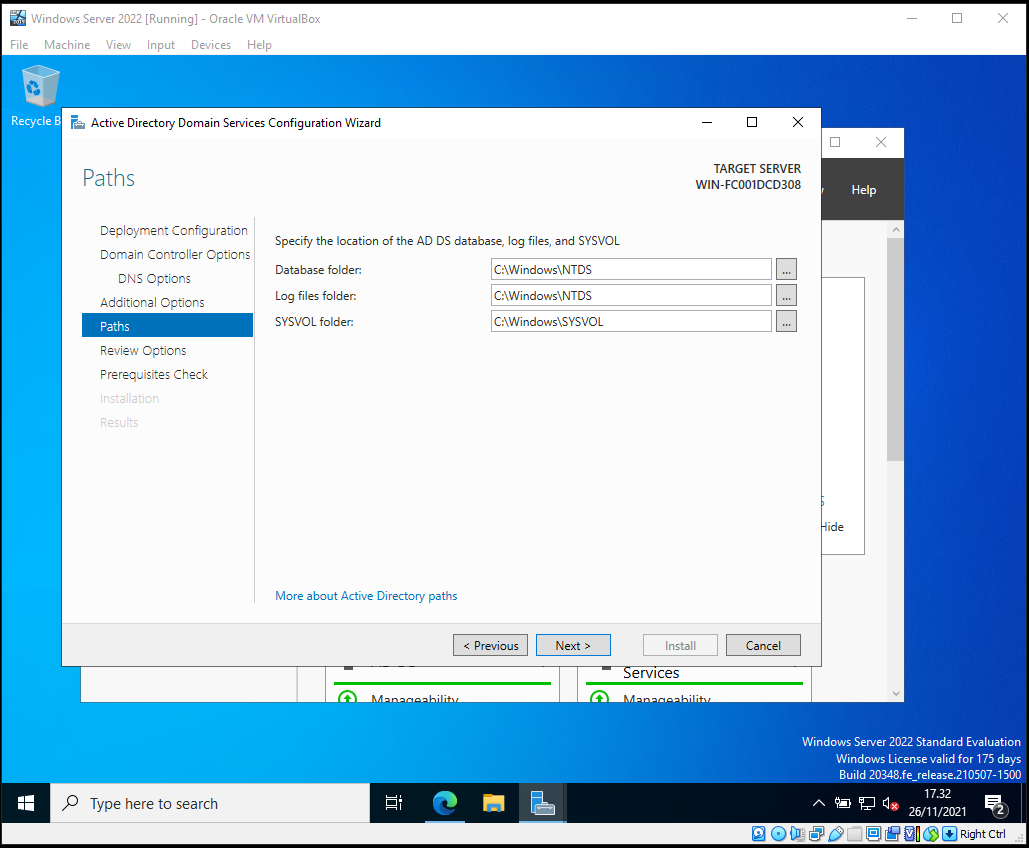 Windows Server 2022 [Running] - Oracle VM VirtualBox
File Machine View Input Devices Help
Recycle B
Active Directory Domain Services Configuration Wizard
Paths
TARGET SERVER
WIN-FC001DCD308
Help
Deployment Configuration
Domain Controller Options
DNS Options
Additional Options
Paths
Review Options
Prerequisites Check
Installation
Results
Specify the location of the AD DS database, log files, and SYSVOL
Database folder: C:\Windows\NTDS ...
Log files folder: C:\Windows\NTDS ...
SYSVOL folder: C:\Windows\SYSVOL ...
Hide
More about Active Directory paths
< Previous Next > Install Cancel
Services
Manageability Manageability
Windows Server 2022 Standard Evaluation
Windows License valid for 175 days
Build 20348.fe_release.210507-1500
Type here to search
17.32
26/11/2021
2
Right Ctrl